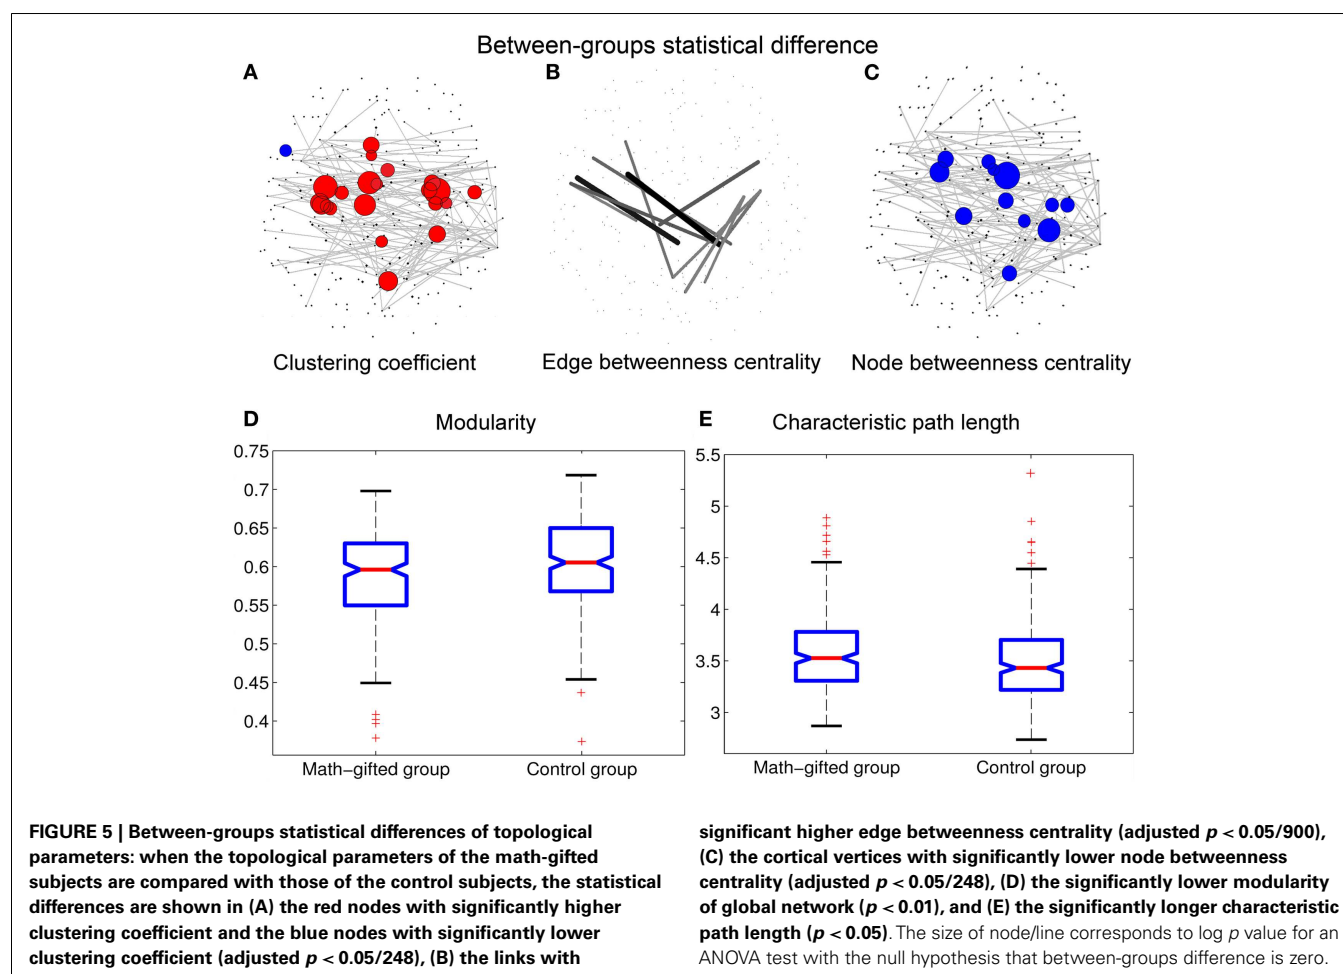 Between-groups statistical difference
A
B
C
Clustering coefficient
Edge betweenness centrality
Node betweenness centrality
D
Modularity
0.75
0.7
0.65
0.6
0.55
0.5
0.45
0.4
Math-gifted group
Control group
E
Characteristic path length
5.5
5
4.5
4
3.5
3
Math-gifted group
Control group
FIGURE 5 | Between-groups statistical differences of topological
parameters: when the topological parameters of the math-gifted
subjects are compared with those of the control subjects, the statistical
differences are shown in (A) the red nodes with significantly higher
clustering coefficient and the blue nodes with significantly lower
clustering coefficient (adjusted p < 0.05/248), (B) the links with
significant higher edge betweenness centrality (adjusted p < 0.05/900),
(C) the cortical vertices with significantly lower node betweenness
centrality (adjusted p < 0.05/248), (D) the significantly lower modularity
of global network (p < 0.01), and (E) the significantly longer characteristic
path length (p < 0.05). The size of node/line corresponds to log p value for an
ANOVA test with the null hypothesis that between-groups difference is zero.